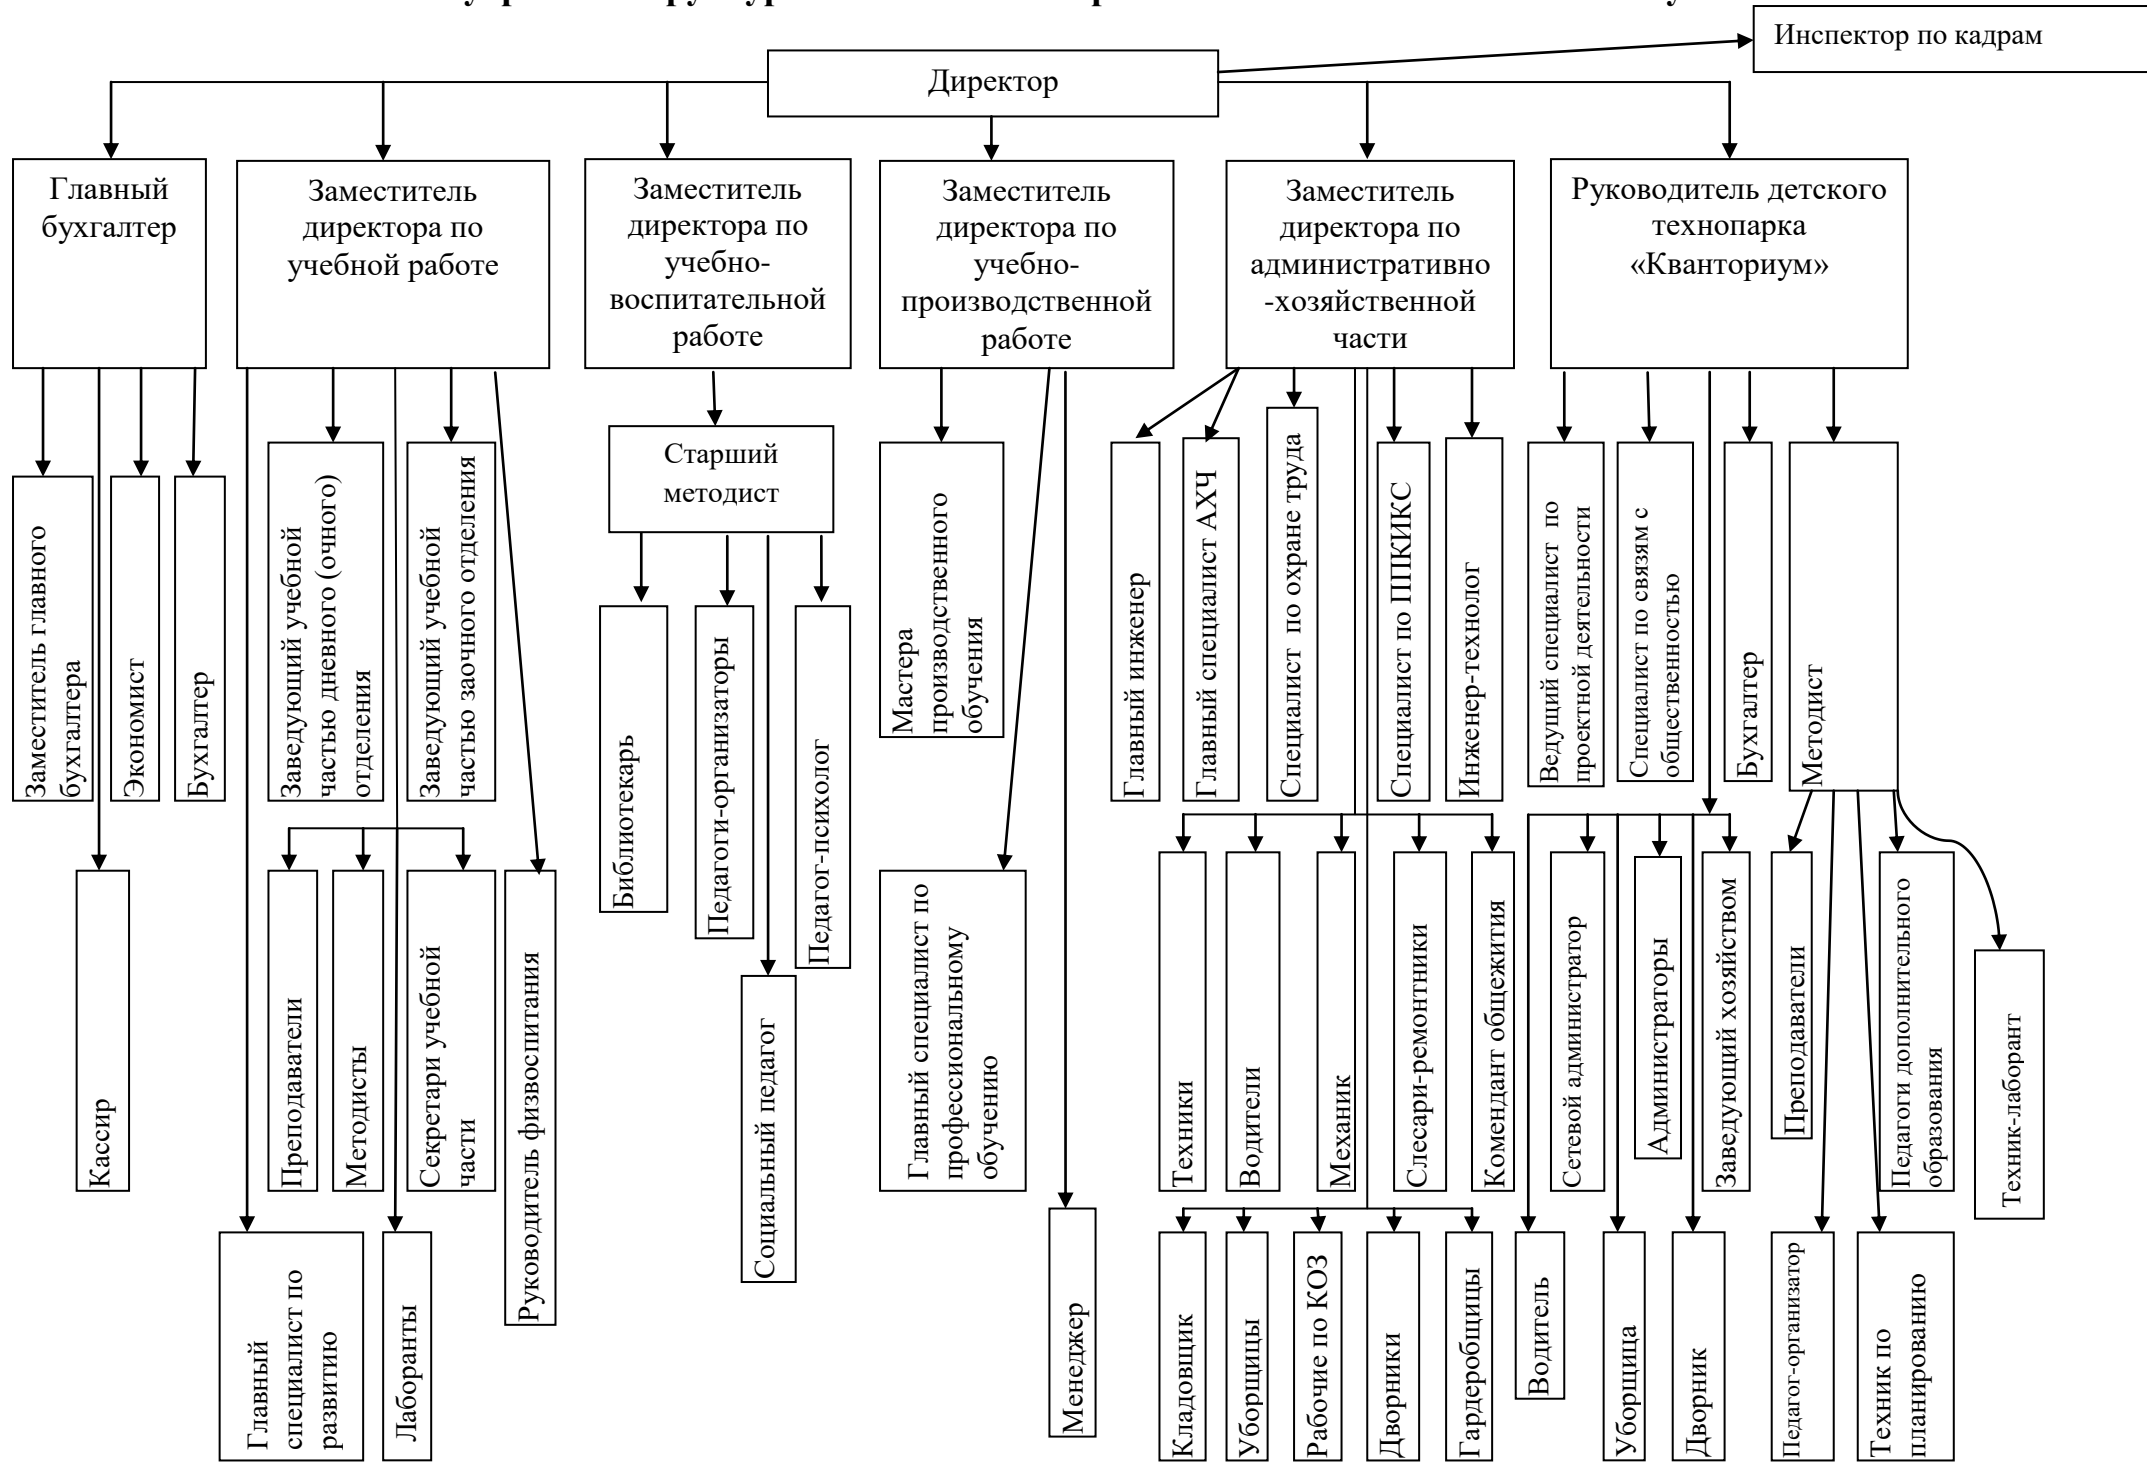 Инспектор по кадрам
Директор
Главный
бухгалтер
Заместитель
директора по
учебной работе
Заместитель
директора по
учебно-
воспитательной
работе
Заместитель
директора по
учебно-
производственной
работе
Заместитель
директора по
административно
-хозяйственной
части
Руководитель детского
технопарка
«Кванториум»
Заместитель главного
бухгалтера
Экономист
Бухгалтер
Кассир
Заведующий учебной
частью дневного (очного)
отделения
Заведующий учебной
частью заочного отделения
Преподаватели
Методисты
Секретари учебной
части
Руководитель физвоспитания
Главный
специалист по
развитию
Лаборанты
Старший
методист
Библиотекарь
Педагоги-организаторы
Педагог-психолог
Социальный педагог
Мастера
производственного
обучения
Главный специалист по
профессиональному
обучению
Менеджер
Главный инженер
Главный специалист АХЧ
Специалист по охране труда
Специалист по ППКИКС
Инженер-технолог
Техники
Водители
Механик
Слесари-ремонтники
Комендант общежития
Кладовщик
Уборщицы
Рабочие по КОЗ
Дворники
Гардеробщицы
Ведущий специалист по
проектной деятельности
Специалист по связям с
общественностью
Бухгалтер
Методист
Сетевой администратор
Администраторы
Заведующий хозяйством
Водитель
Уборщица
Дворник
Преподаватели
Педагоги дополнительного
образования
Техник-лаборант
Педагог-организатор
Техник по
планированию